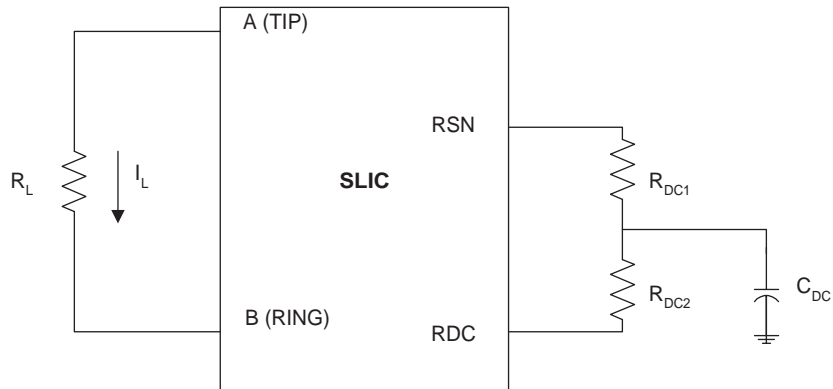 A (TIP)
RSN
R_L
I_L
SLIC
R_DC1
R_DC2
C_DC
B (RING)
RDC